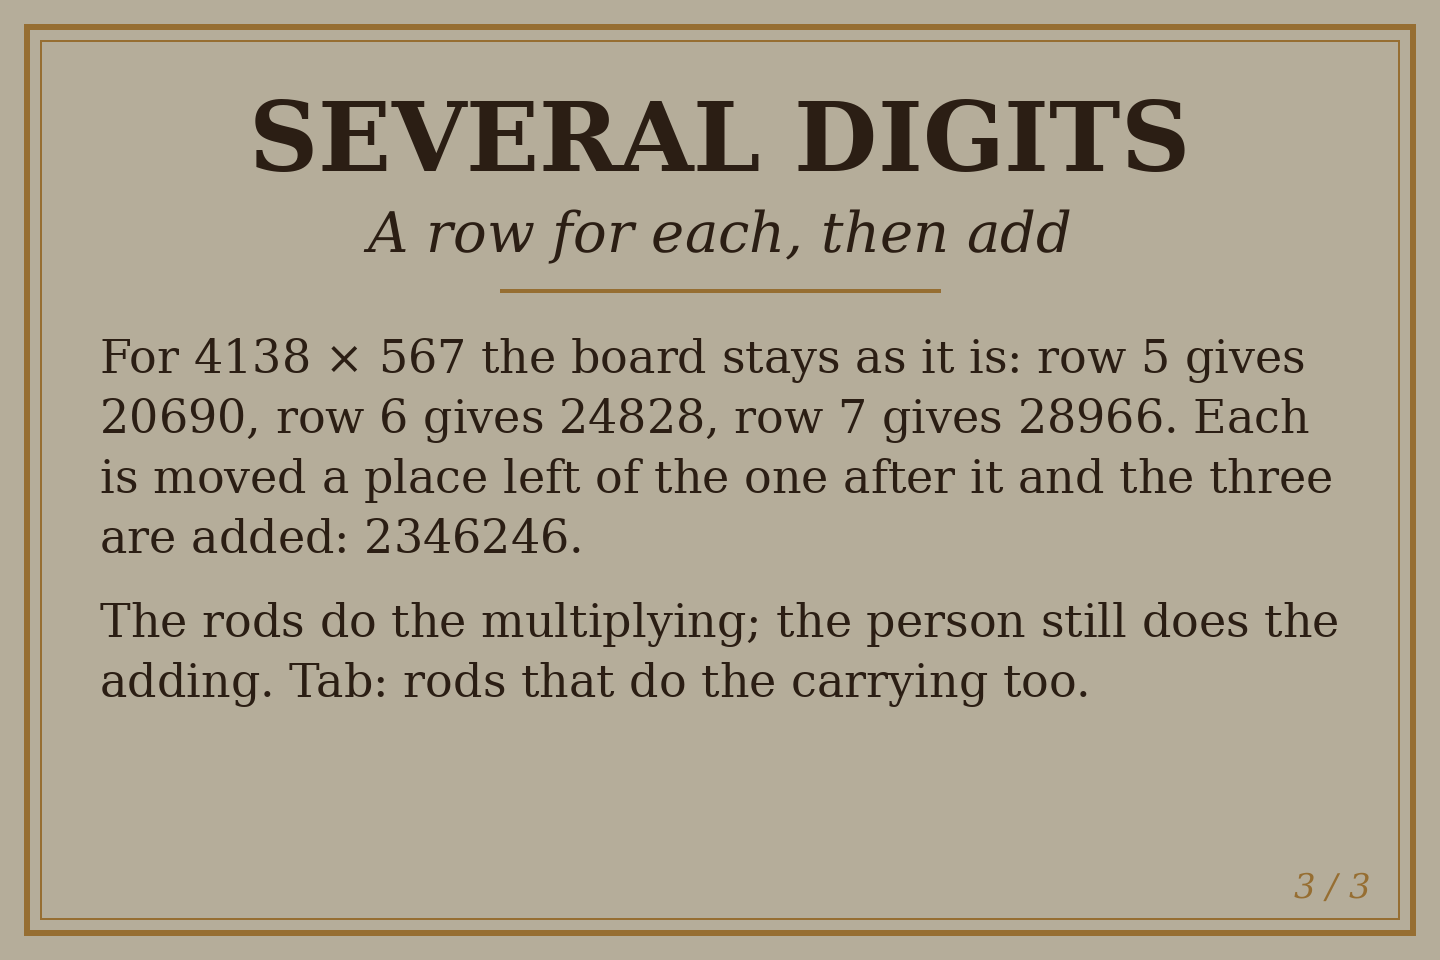 SEVERAL DIGITS
A row for each, then add
For 4138 × 567 the board stays as it is: row 5 gives
20690, row 6 gives 24828, row 7 gives 28966. Each
is moved a place left of the one after it and the three
are added: 2346246.
The rods do the multiplying; the person still does the
adding. Tab: rods that do the carrying too.
3 / 3